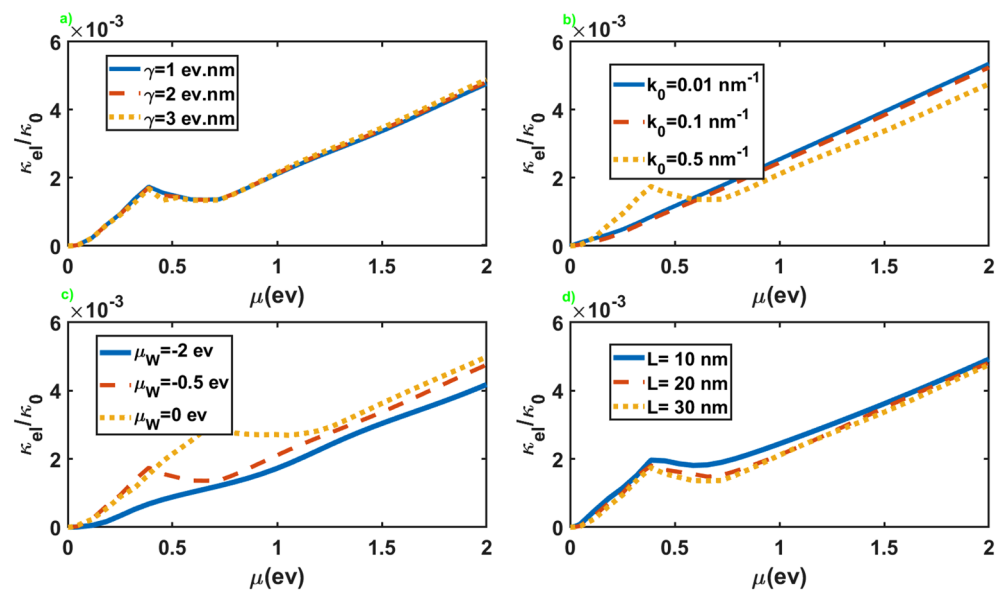 a)
×10⁻³
6
4
2
0
κel/κ0
γ=1 ev.nm
γ=2 ev.nm
γ=3 ev.nm
0 0.5 1 1.5 2
μ(ev)
b)
×10⁻³
6
4
2
0
κel/κ0
k0=0.01 nm⁻¹
k0=0.1 nm⁻¹
k0=0.5 nm⁻¹
0 0.5 1 1.5 2
μ(ev)
c)
×10⁻³
6
4
2
0
κel/κ0
μW=-2 ev
μW=-0.5 ev
μW=0 ev
0 0.5 1 1.5 2
μ(ev)
d)
×10⁻³
6
4
2
0
κel/κ0
L= 10 nm
L= 20 nm
L= 30 nm
0 0.5 1 1.5 2
μ(ev)